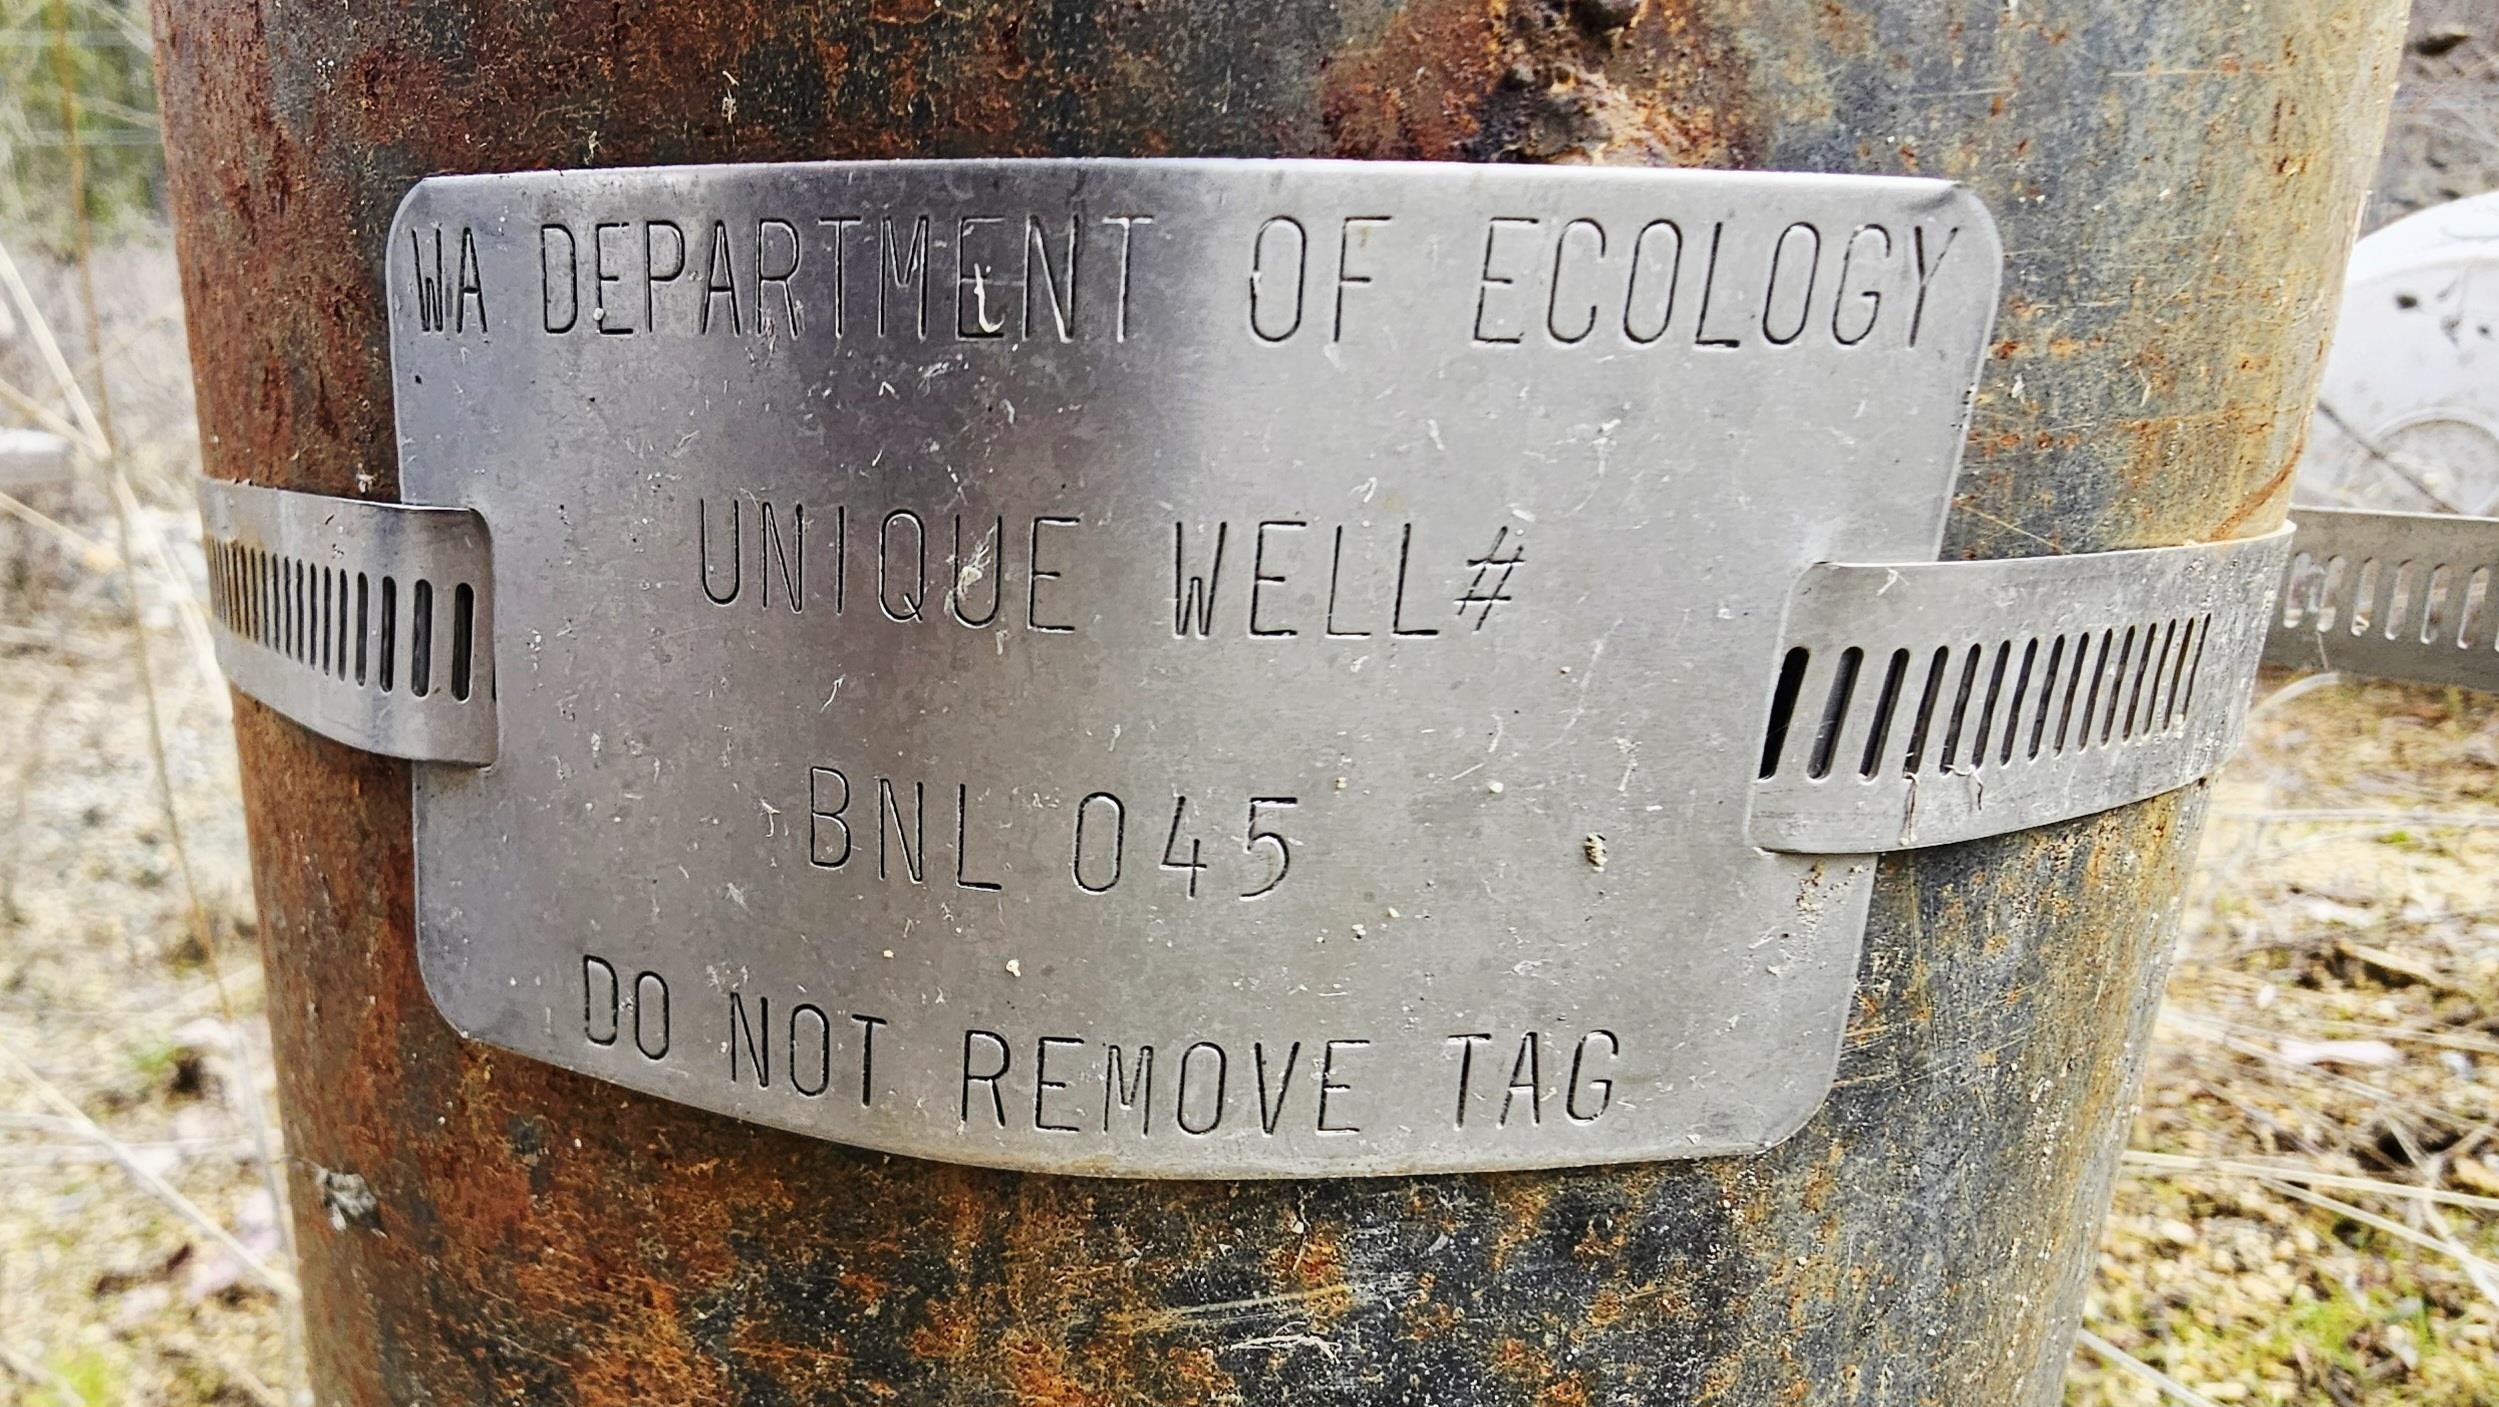 WA DEPARTMENT OF ECOLOGY
UNIQUE WELL#
BNL 045
DO NOT REMOVE TAG